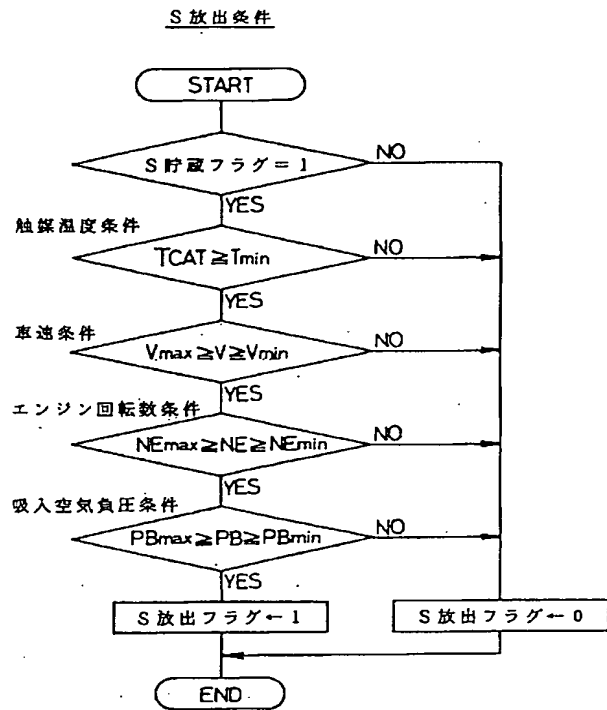 S放出条件
START
S貯蔵フラグ=1
NO
YES
触媒温度条件
TCAT≧Tmin
NO
YES
車速条件
Vmax≧V≧Vmin
NO
YES
エンジン回転数条件
NEmax≧NE≧NEmin
NO
YES
吸入空気負圧条件
PBmax≧PB≧PBmin
NO
YES
S放出フラグ←1
S放出フラグ←0
END